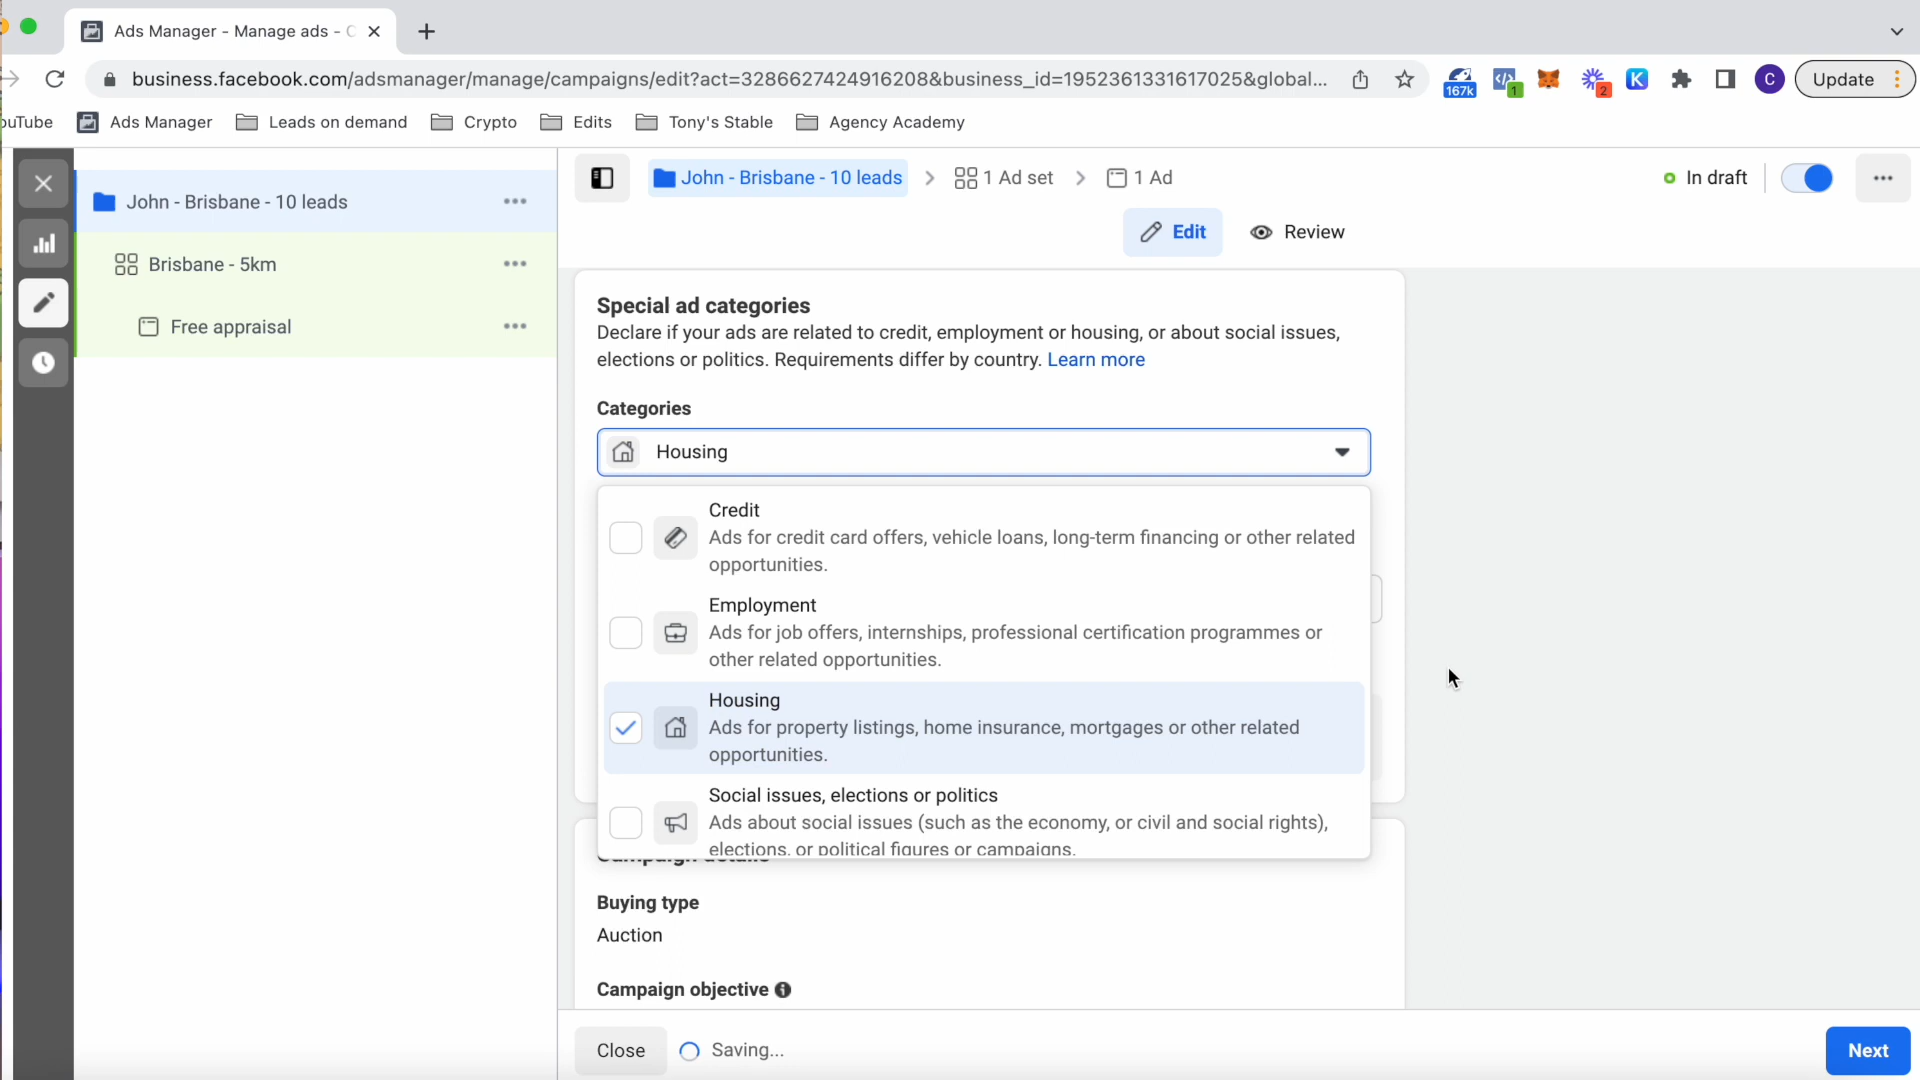 Ads Manager - Manage ads - C
business.facebook.com/adsmanager/manage/campaigns/edit?act=3286627424916208&business_id=1952361331617025&global...
167k
1
2
K
C
Update
ouTube
Ads Manager
Leads on demand
Crypto
Edits
Tony's Stable
Agency Academy
John - Brisbane - 10 leads
Brisbane - 5km
Free appraisal
John - Brisbane - 10 leads
1 Ad set
1 Ad
In draft
Edit
Review
Special ad categories
Declare if your ads are related to credit, employment or housing, or about social issues,
elections or politics. Requirements differ by country. Learn more
Categories
Housing
Credit
Ads for credit card offers, vehicle loans, long-term financing or other related
opportunities.
Employment
Ads for job offers, internships, professional certification programmes or
other related opportunities.
Housing
Ads for property listings, home insurance, mortgages or other related
opportunities.
Social issues, elections or politics
Ads about social issues (such as the economy, or civil and social rights),
elections, or political figures or campaigns.
Campaign details
Buying type
Auction
Campaign objective
Close
Saving...
Next